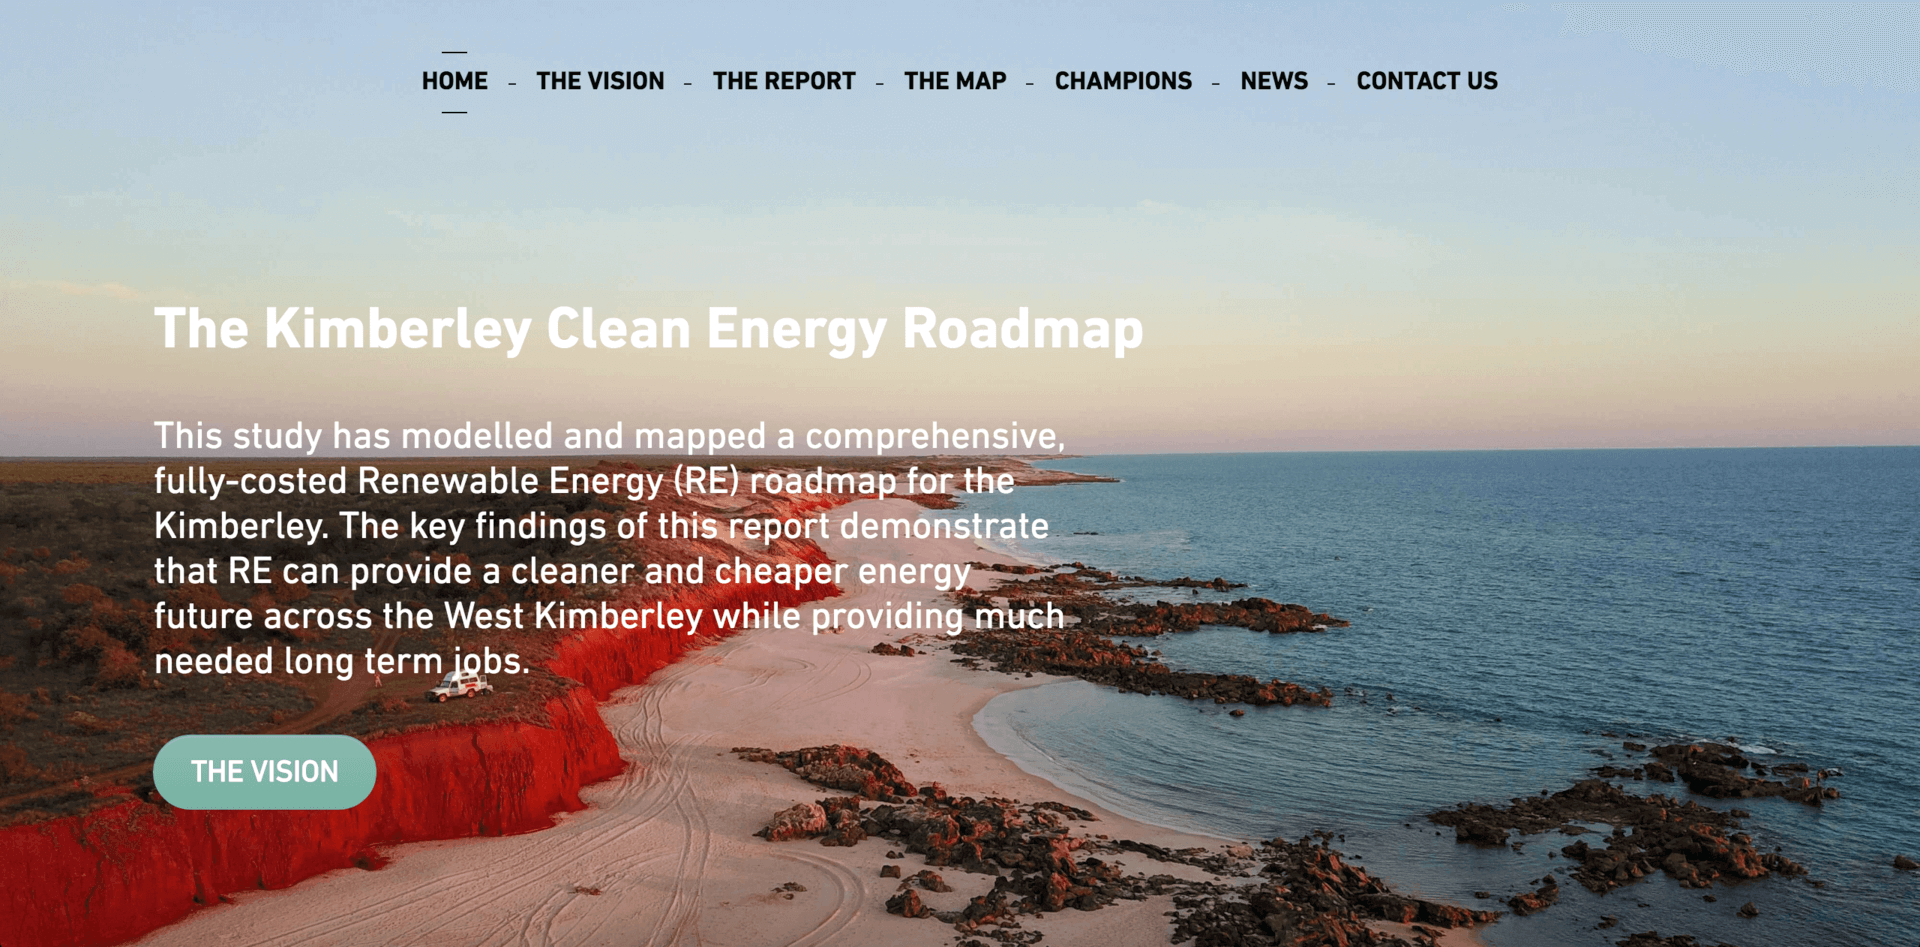 HOME - THE VISION - THE REPORT - THE MAP - CHAMPIONS - NEWS - CONTACT US
The Kimberley Clean Energy Roadmap
This study has modelled and mapped a comprehensive,
fully-costed Renewable Energy (RE) roadmap for the
Kimberley. The key findings of this report demonstrate
that RE can provide a cleaner and cheaper energy
future across the West Kimberley while providing much
needed long term jobs.
THE VISION